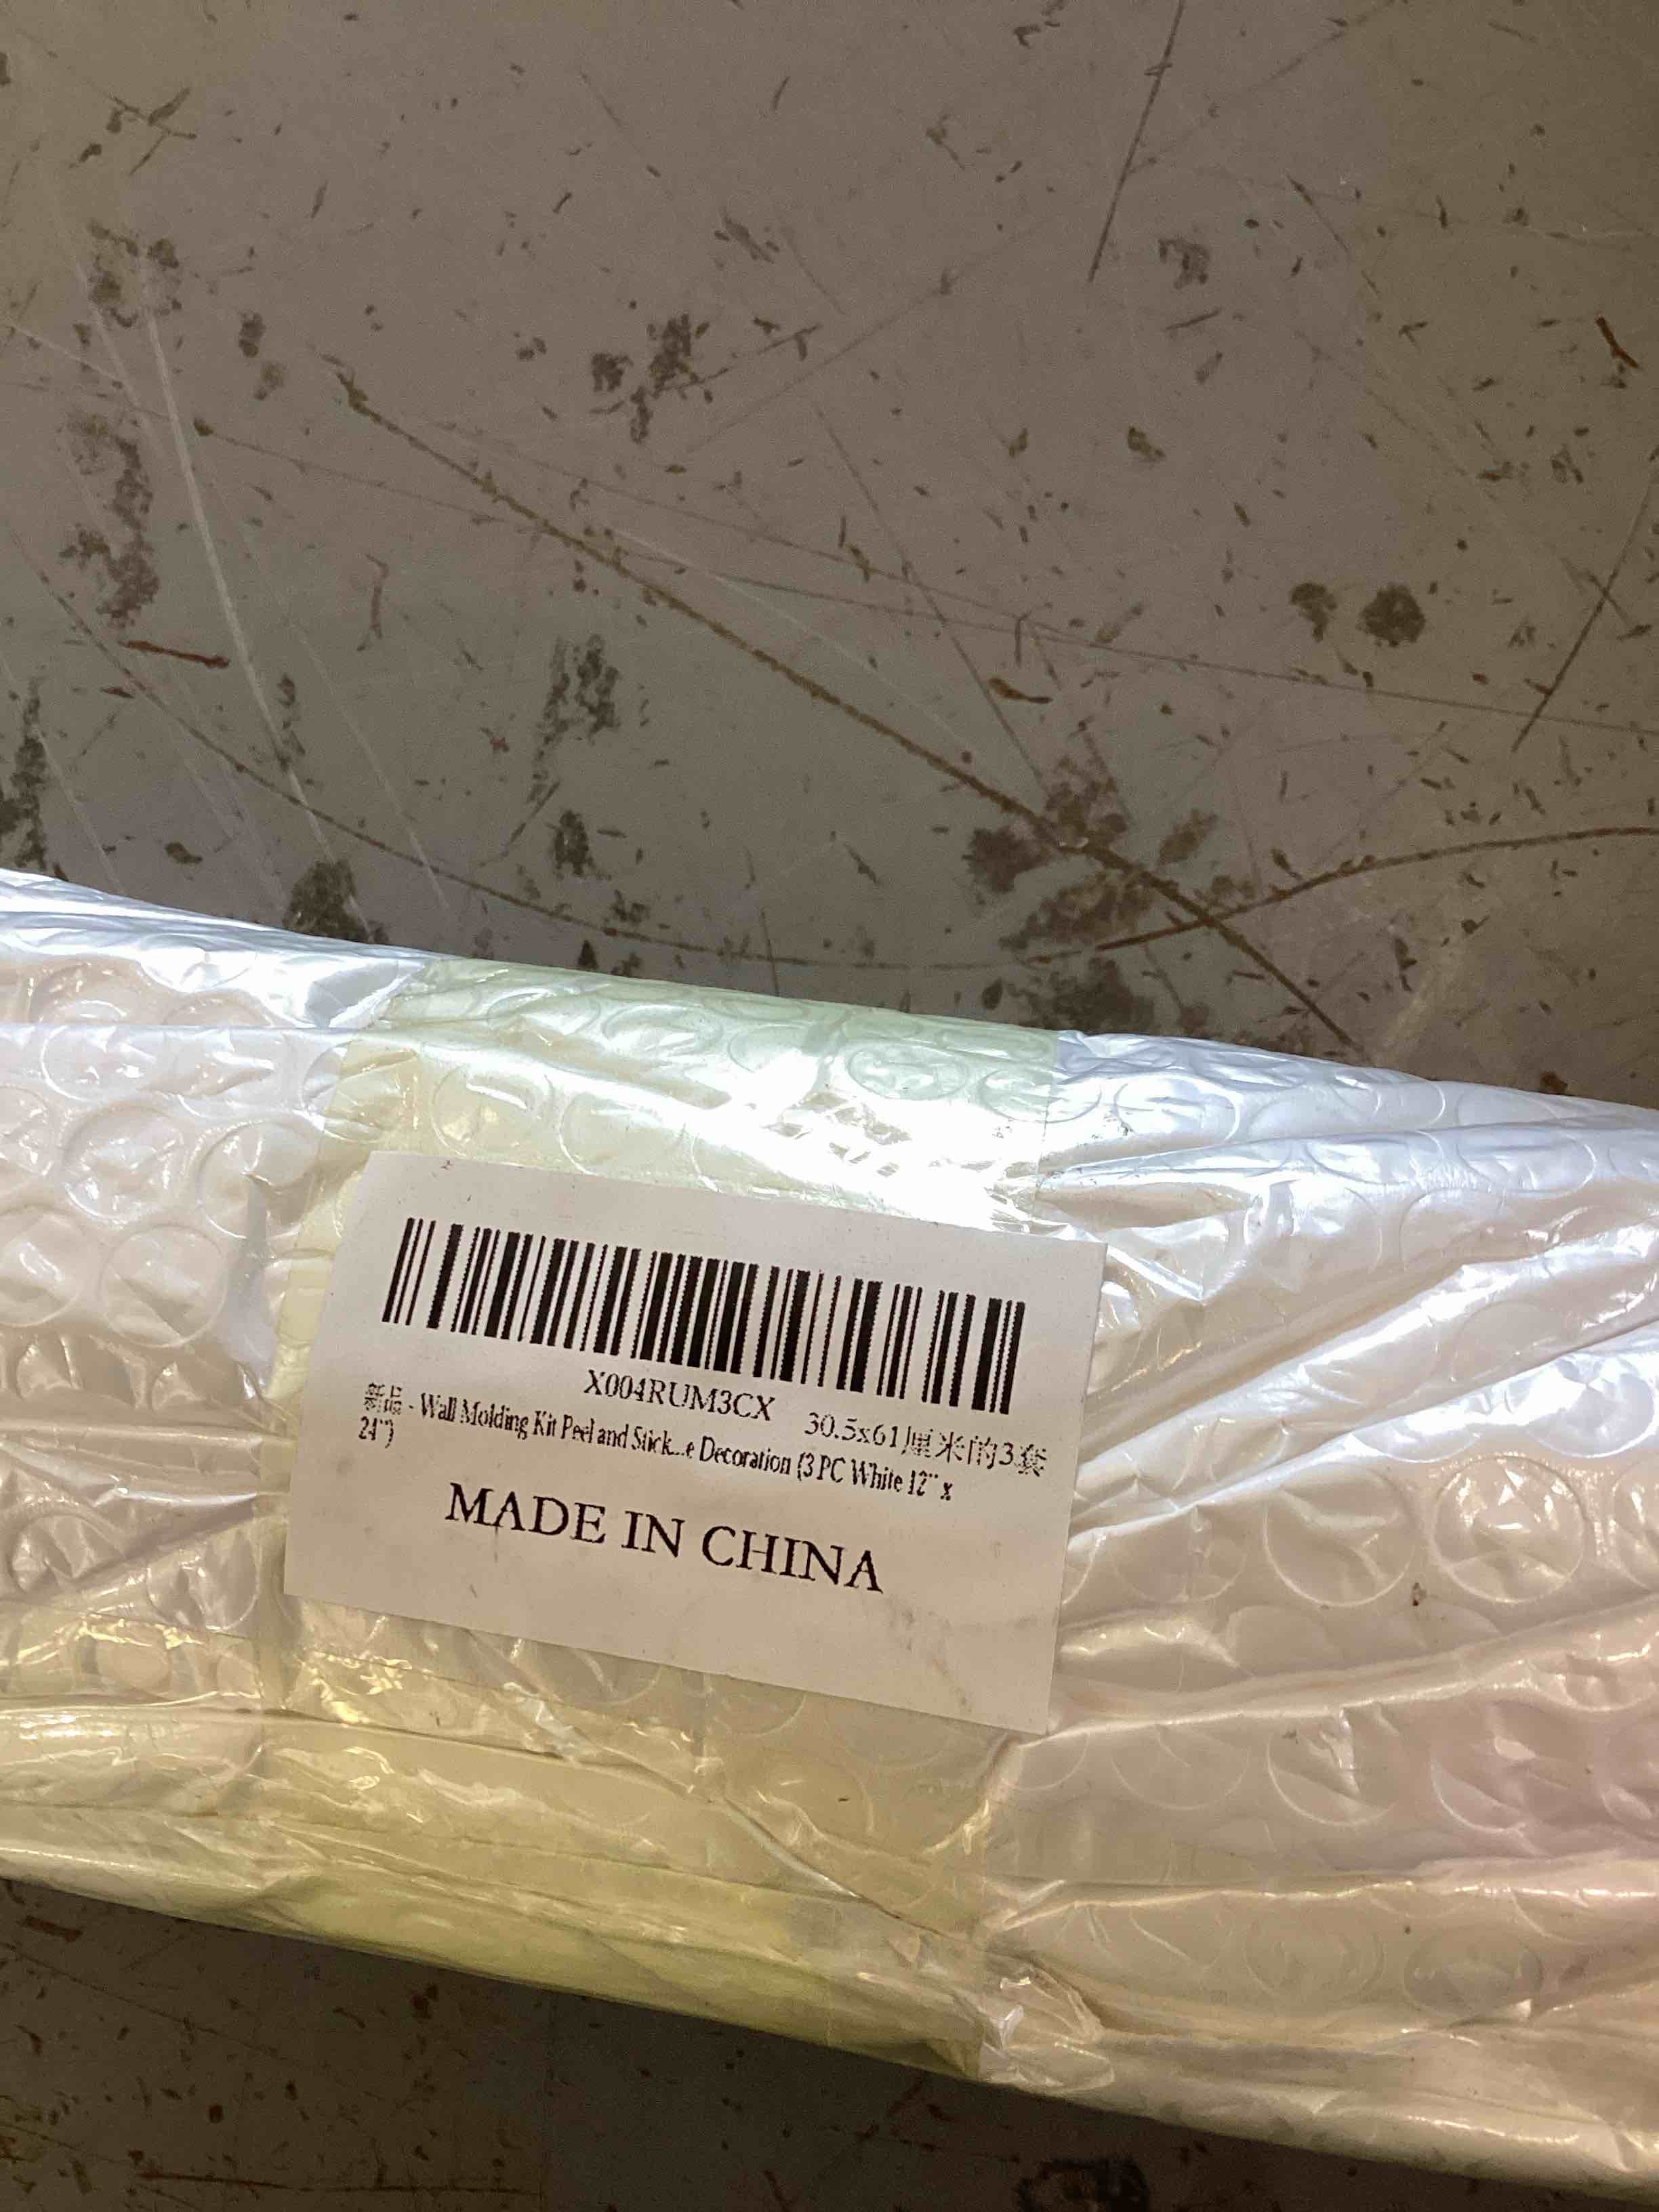 X004RUM3CX
30.5x61厘米的3套
新品 - Wall Molding Kit Peel and Stick...e Decoration (3 PC White 12" x
24")
MADE IN CHINA